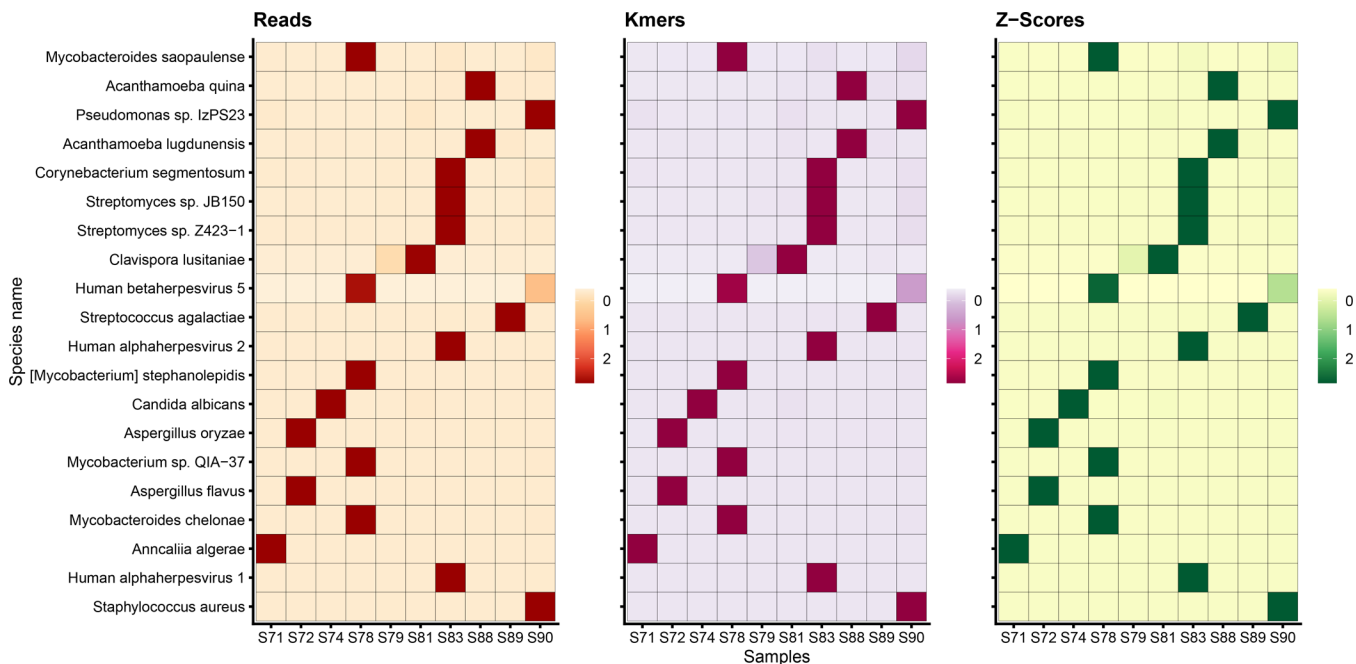 Reads
Kmers
Z−Scores
Species name
Mycobacteroides saopaulense
Acanthamoeba quina
Pseudomonas sp. IzPS23
Acanthamoeba lugdunensis
Corynebacterium segmentosum
Streptomyces sp. JB150
Streptomyces sp. Z423−1
Clavispora lusitaniae
Human betaherpesvirus 5
Streptococcus agalactiae
Human alphaherpesvirus 2
[Mycobacterium] stephanolepidis
Candida albicans
Aspergillus oryzae
Mycobacterium sp. QIA−37
Aspergillus flavus
Mycobacteroides chelonae
Anncaliia algerae
Human alphaherpesvirus 1
Staphylococcus aureus
0
1
2
0
1
2
0
1
2
S71 S72 S74 S78 S79 S81 S83 S88 S89 S90
S71 S72 S74 S78 S79 S81 S83 S88 S89 S90
S71 S72 S74 S78 S79 S81 S83 S88 S89 S90
Samples